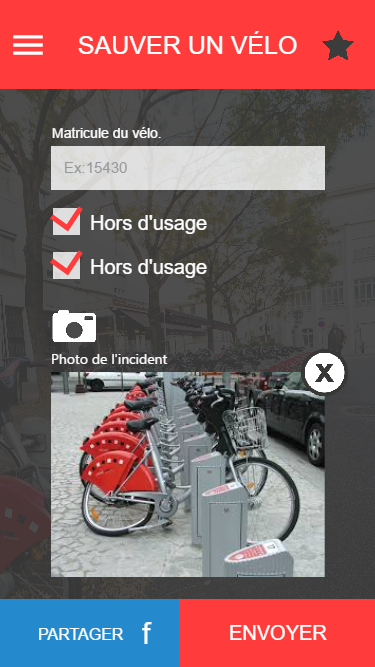 SAUVER UN VÉLO
Matricule du vélo.
Ex:15430
Hors d'usage
Hors d'usage
Photo de l'incident
X
PARTAGER f
ENVOYER